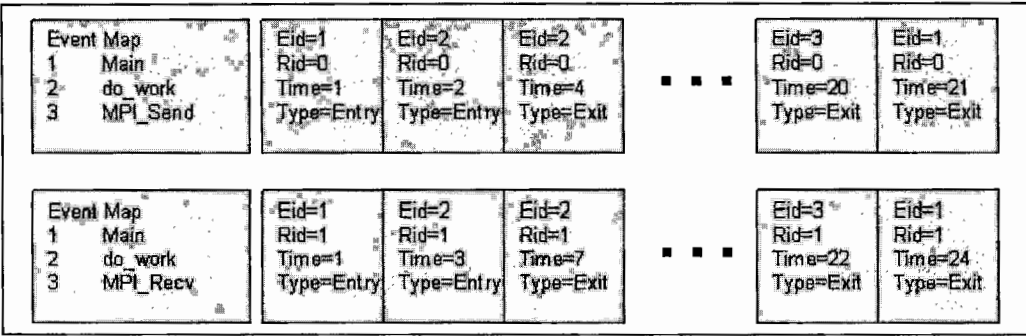 Event Map
1 Main
2 do_work
3 MPI_Send
Eid=1
Rid=0
Time=1
Type=Entry
Eid=2
Rid=0
Time=2
Type=Entry
Eid=2
Rid=0
Time=4
Type=Exit
Eid=3
Rid=0
Time=20
Type=Exit
Eid=1
Rid=0
Time=21
Type=Exit
Event Map
1 Main
2 do_work
3 MPI_Recv
Eid=1
Rid=1
Time=1
Type=Entry
Eid=2
Rid=1
Time=3
Type=Entry
Eid=2
Rid=1
Time=7
Type=Exit
Eid=3
Rid=1
Time=22
Type=Exit
Eid=1
Rid=1
Time=24
Type=Exit